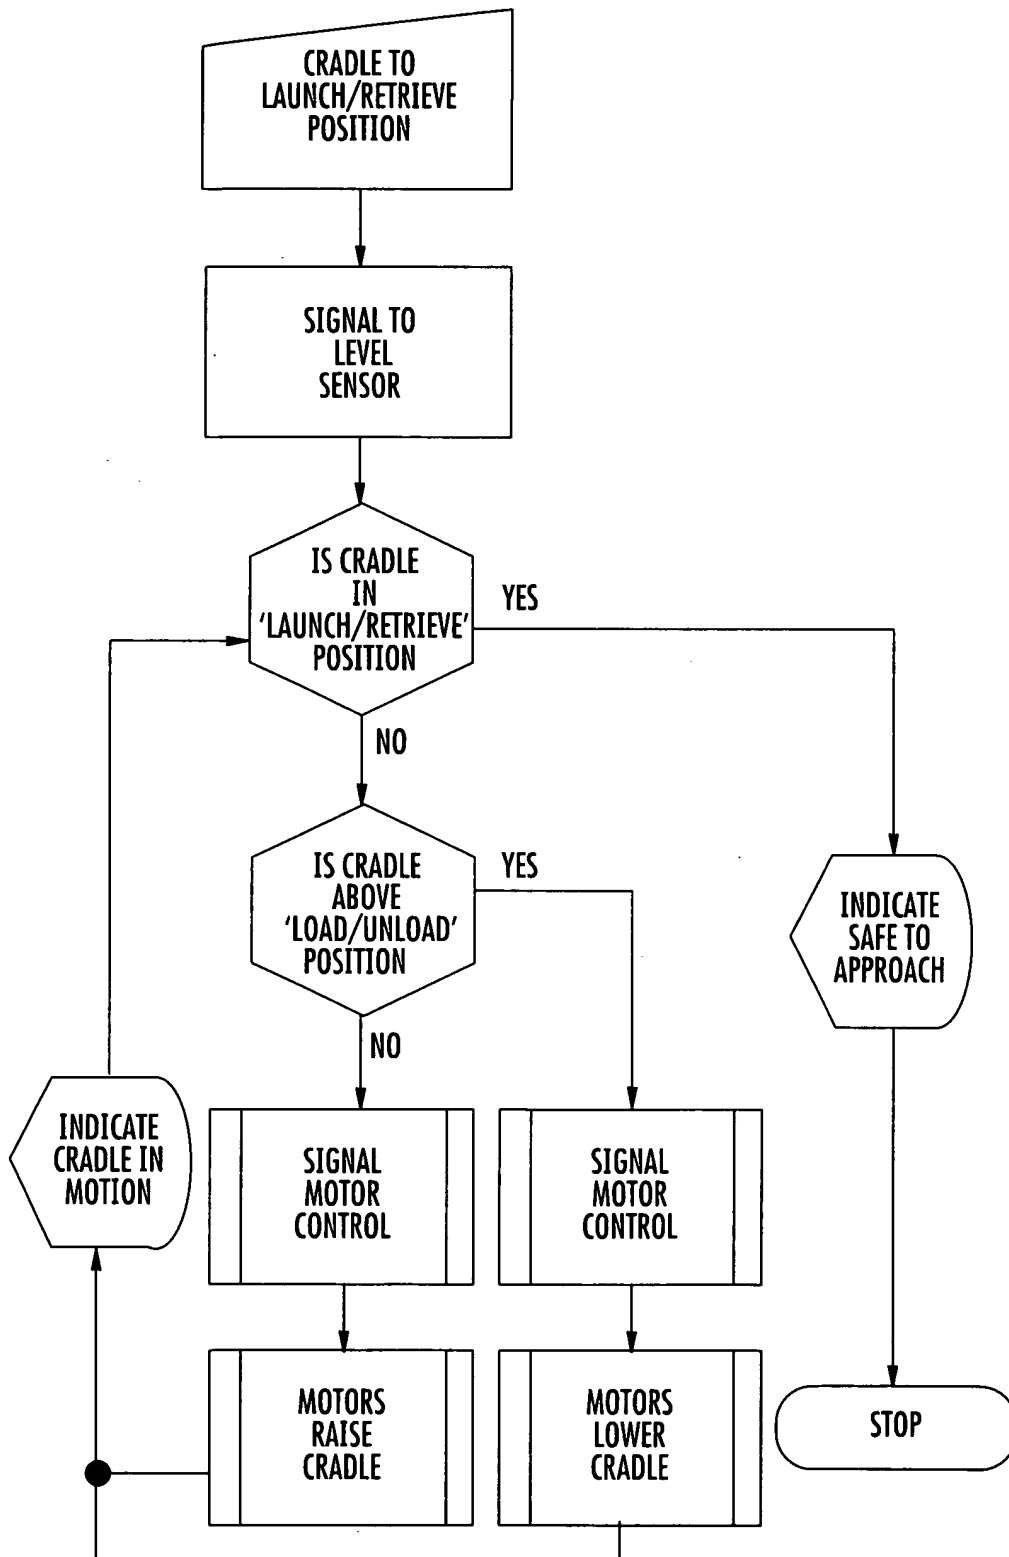 CRADLE TO
LAUNCH/RETRIEVE
POSITION
SIGNAL TO
LEVEL
SENSOR
IS CRADLE
IN
'LAUNCH/RETRIEVE'
POSITION
YES
NO
IS CRADLE
ABOVE
'LOAD/UNLOAD'
POSITION
YES
NO
INDICATE
SAFE TO
APPROACH
INDICATE
CRADLE IN
MOTION
SIGNAL
MOTOR
CONTROL
SIGNAL
MOTOR
CONTROL
MOTORS
RAISE
CRADLE
MOTORS
LOWER
CRADLE
STOP